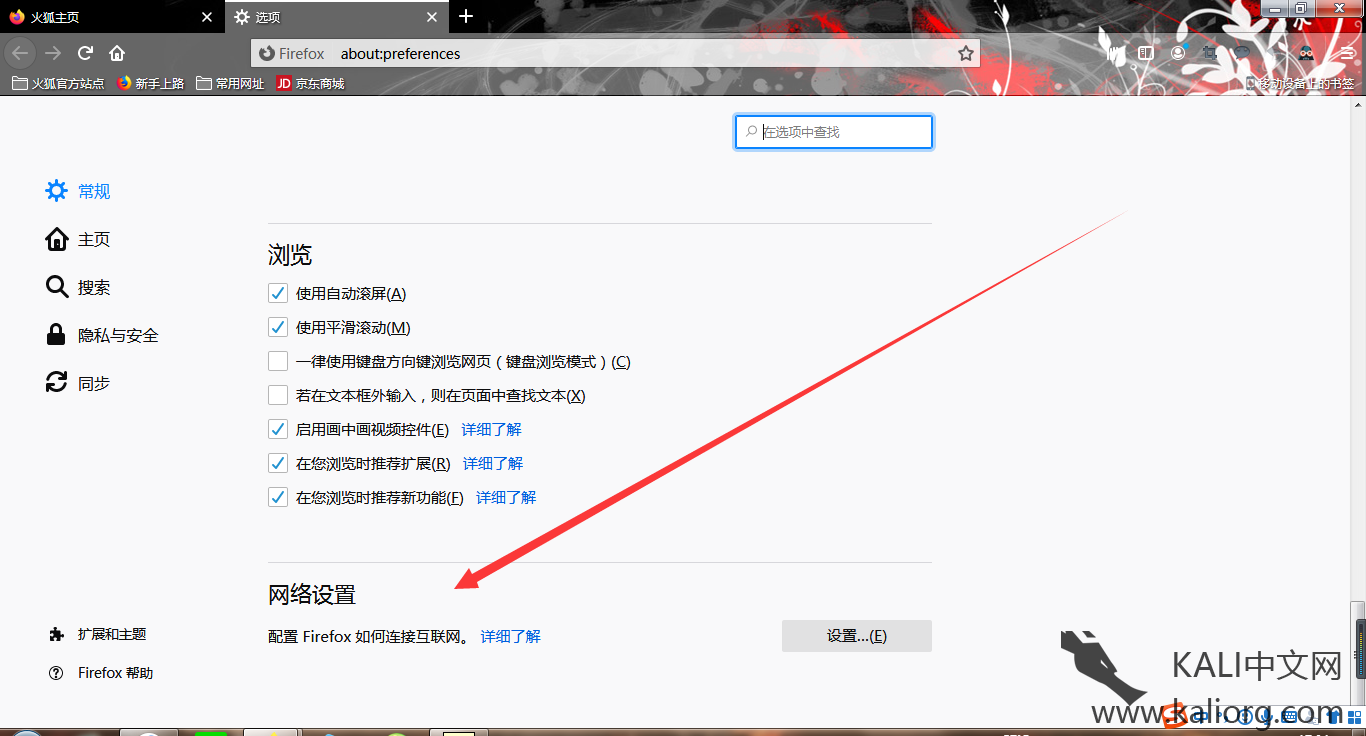 火狐主页
选项
Firefox about:preferences
火狐官方站点 新手上路 常用网址 JD 京东商城 移动设备上的书签
在选项中查找
常规
主页
搜索
隐私与安全
同步
浏览
使用自动滚屏(A)
使用平滑滚动(M)
一律使用键盘方向键浏览网页（键盘浏览模式）(C)
若在文本框外输入，则在页面中查找文本(X)
启用画中画视频控件(E) 详细了解
在您浏览时推荐扩展(R) 详细了解
在您浏览时推荐新功能(F) 详细了解
网络设置
配置 Firefox 如何连接互联网。 详细了解
设置...(E)
扩展和主题
Firefox 帮助
KALI中文网
www.kaliorg.com